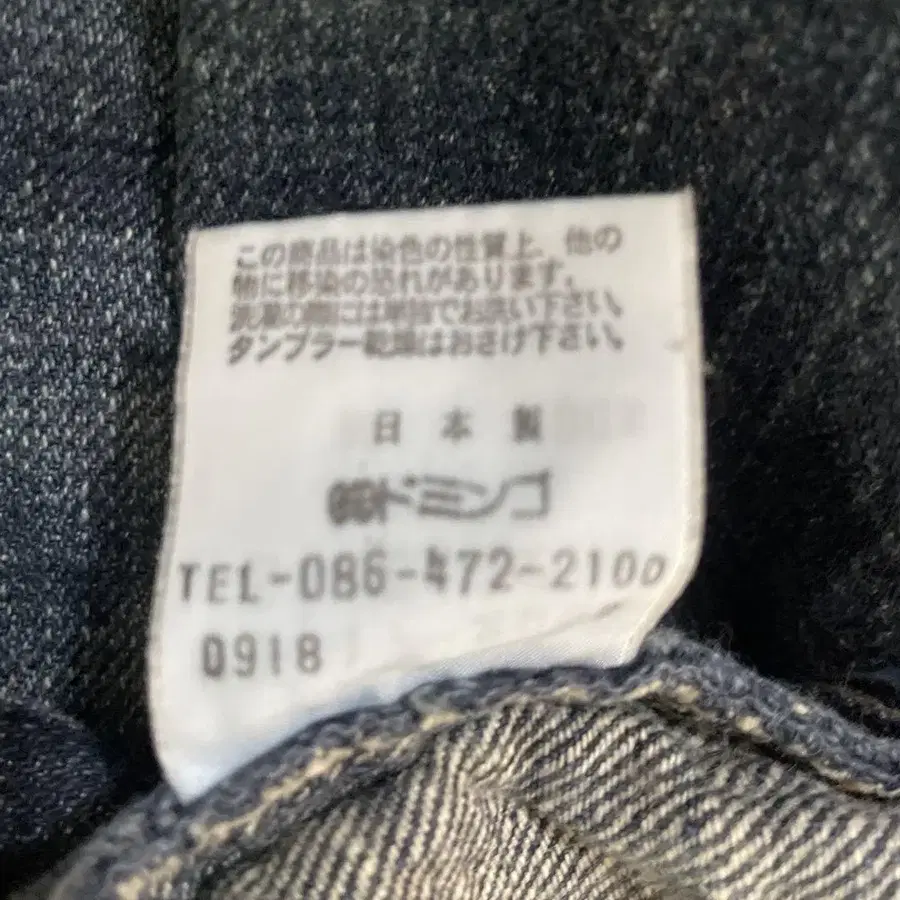 この商品は染色の性質上、他の
物に移染の恐れがあります。
洗濯の際には単独でお洗い下さい。
タンブラー乾燥はおさけ下さい。
日本製
㈱ドミンゴ
TEL-086-472-2100
0918